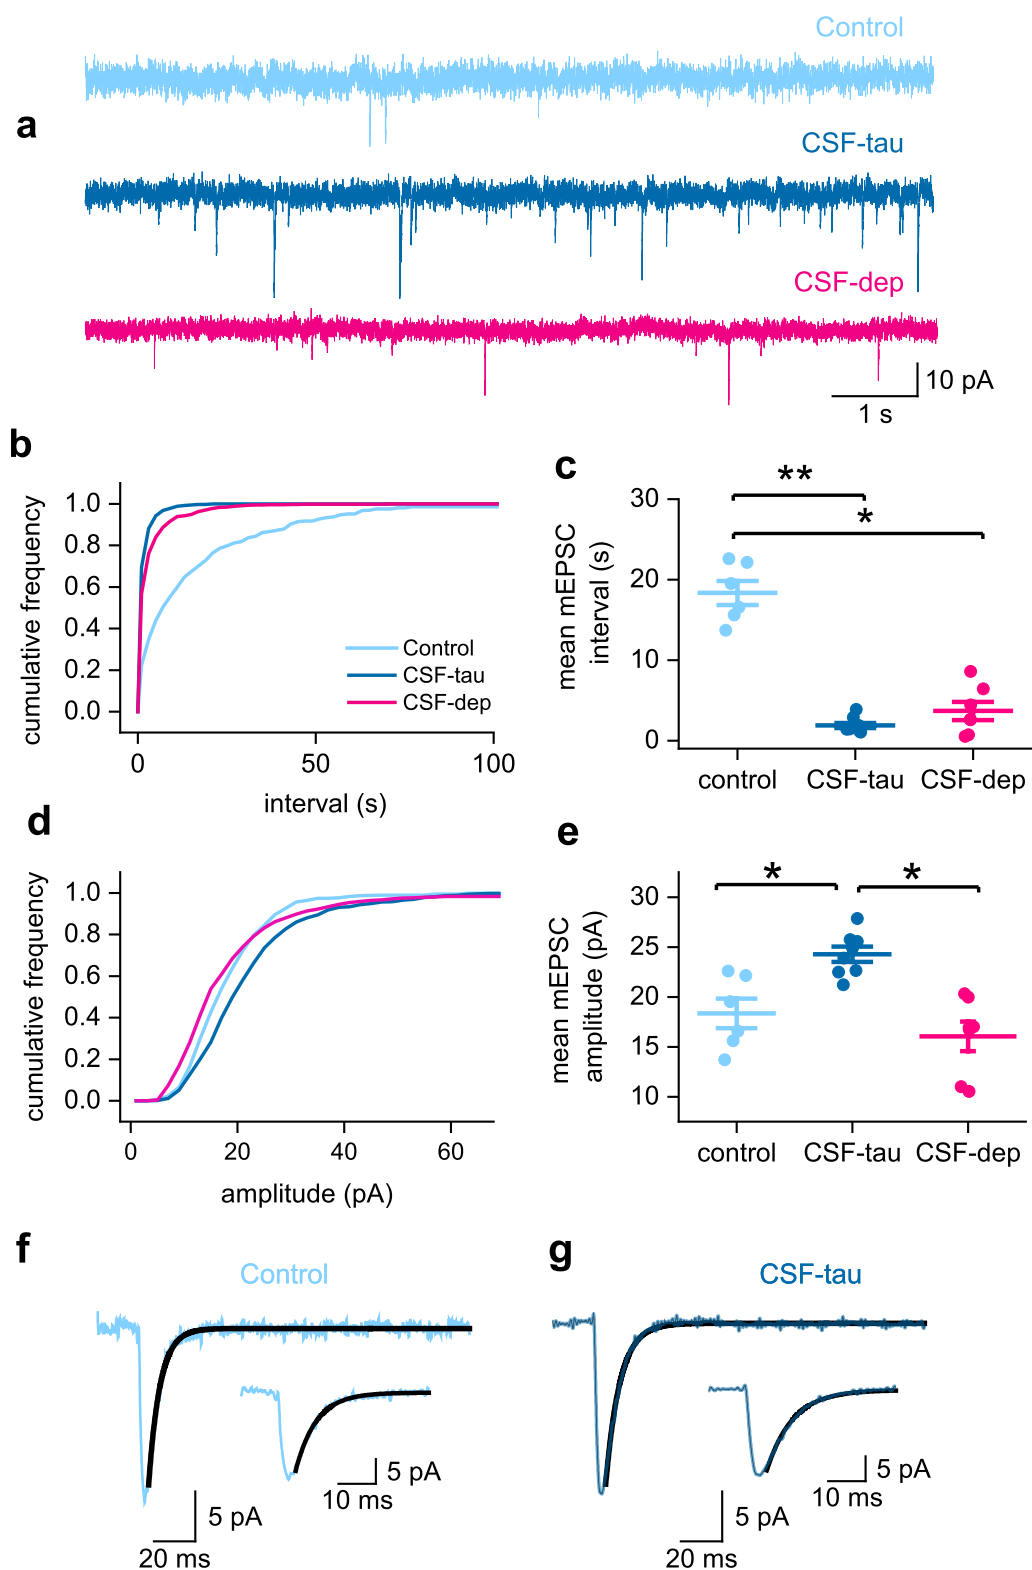 Control
a
CSF-tau
CSF-dep
10 pA
1 s
b
cumulative frequency
1.0
0.8
0.6
0.4
0.2
0.0
Control
CSF-tau
CSF-dep
0
50
100
interval (s)
c
mean mEPSC
interval (s)
30
20
10
0
**
*
control
CSF-tau
CSF-dep
d
cumulative frequency
1.0
0.8
0.6
0.4
0.2
0.0
0
20
40
60
amplitude (pA)
e
mean mEPSC
amplitude (pA)
30
25
20
15
10
*
*
control
CSF-tau
CSF-dep
f
Control
5 pA
10 ms
5 pA
20 ms
g
CSF-tau
5 pA
10 ms
5 pA
20 ms